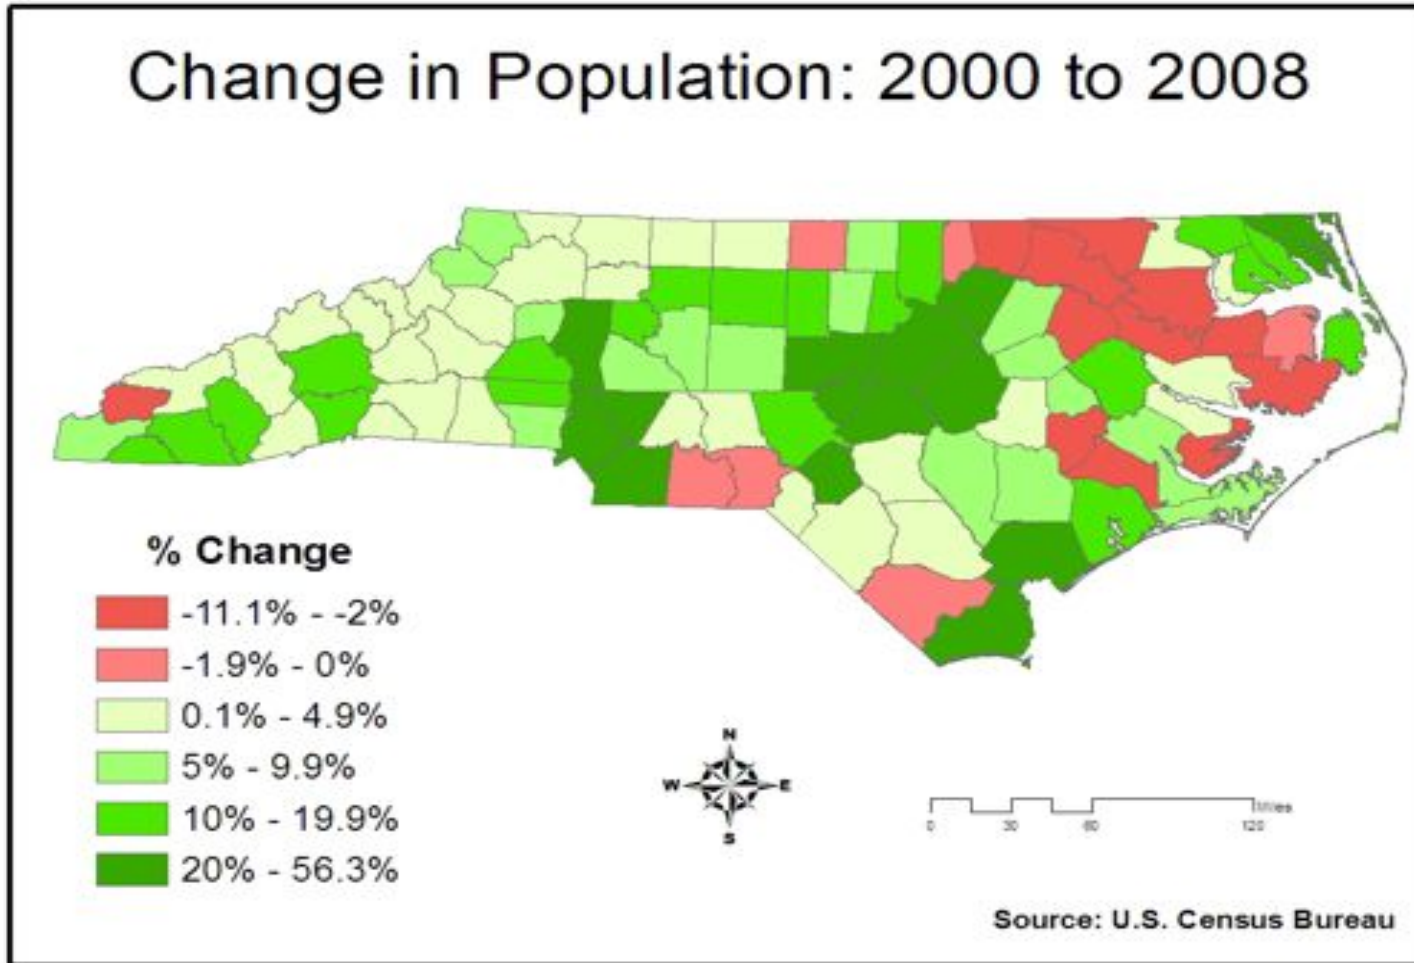 Change in Population: 2000 to 2008
% Change
-11.1% - -2%
-1.9% - 0%
0.1% - 4.9%
5% - 9.9%
10% - 19.9%
20% - 56.3%
N
W E
S
Miles
0 30 60 120
Source: U.S. Census Bureau